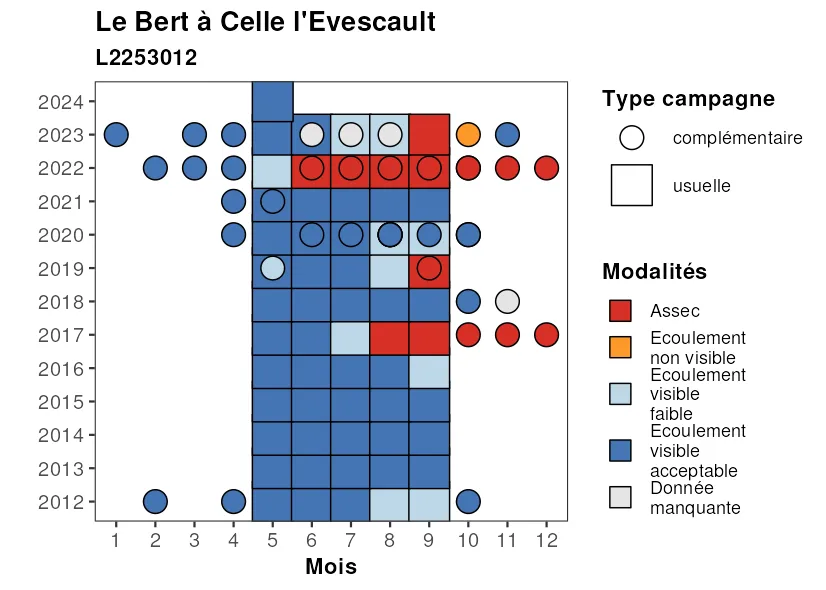 Le Bert à Celle l'Evescault
L2253012
2024
2023
2022
2021
2020
2019
2018
2017
2016
2015
2014
2013
2012
1 2 3 4 5 6 7 8 9 10 11 12
Mois
Type campagne
complémentaire
usuelle
Modalités
Assec
Ecoulement
non visible
Ecoulement
visible
faible
Ecoulement
visible
acceptable
Donnée
manquante